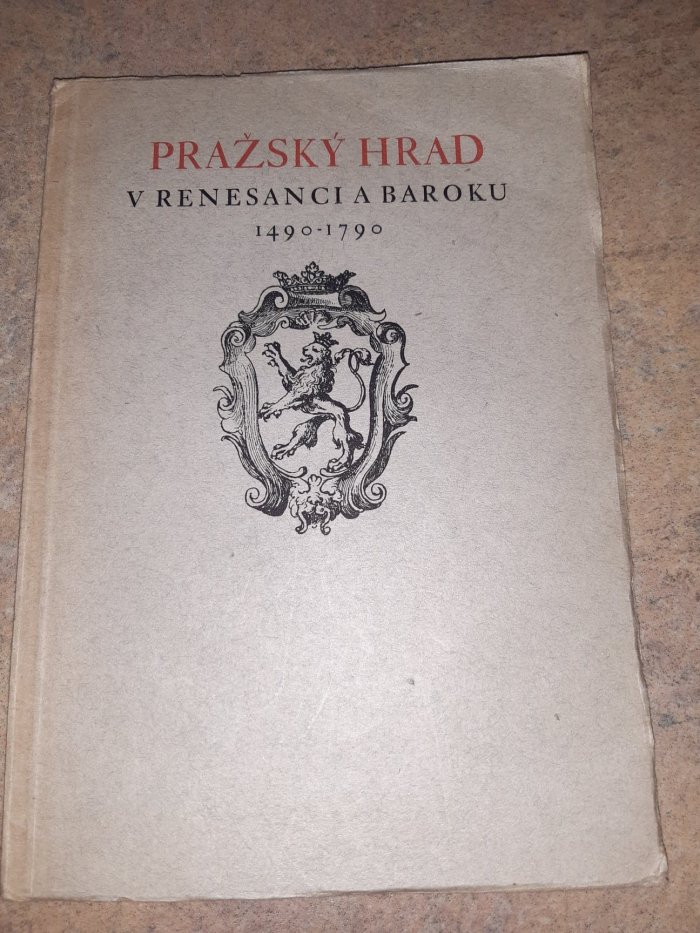 PRAŽSKÝ HRAD
V RENESANCI A BAROKU
1490-1790